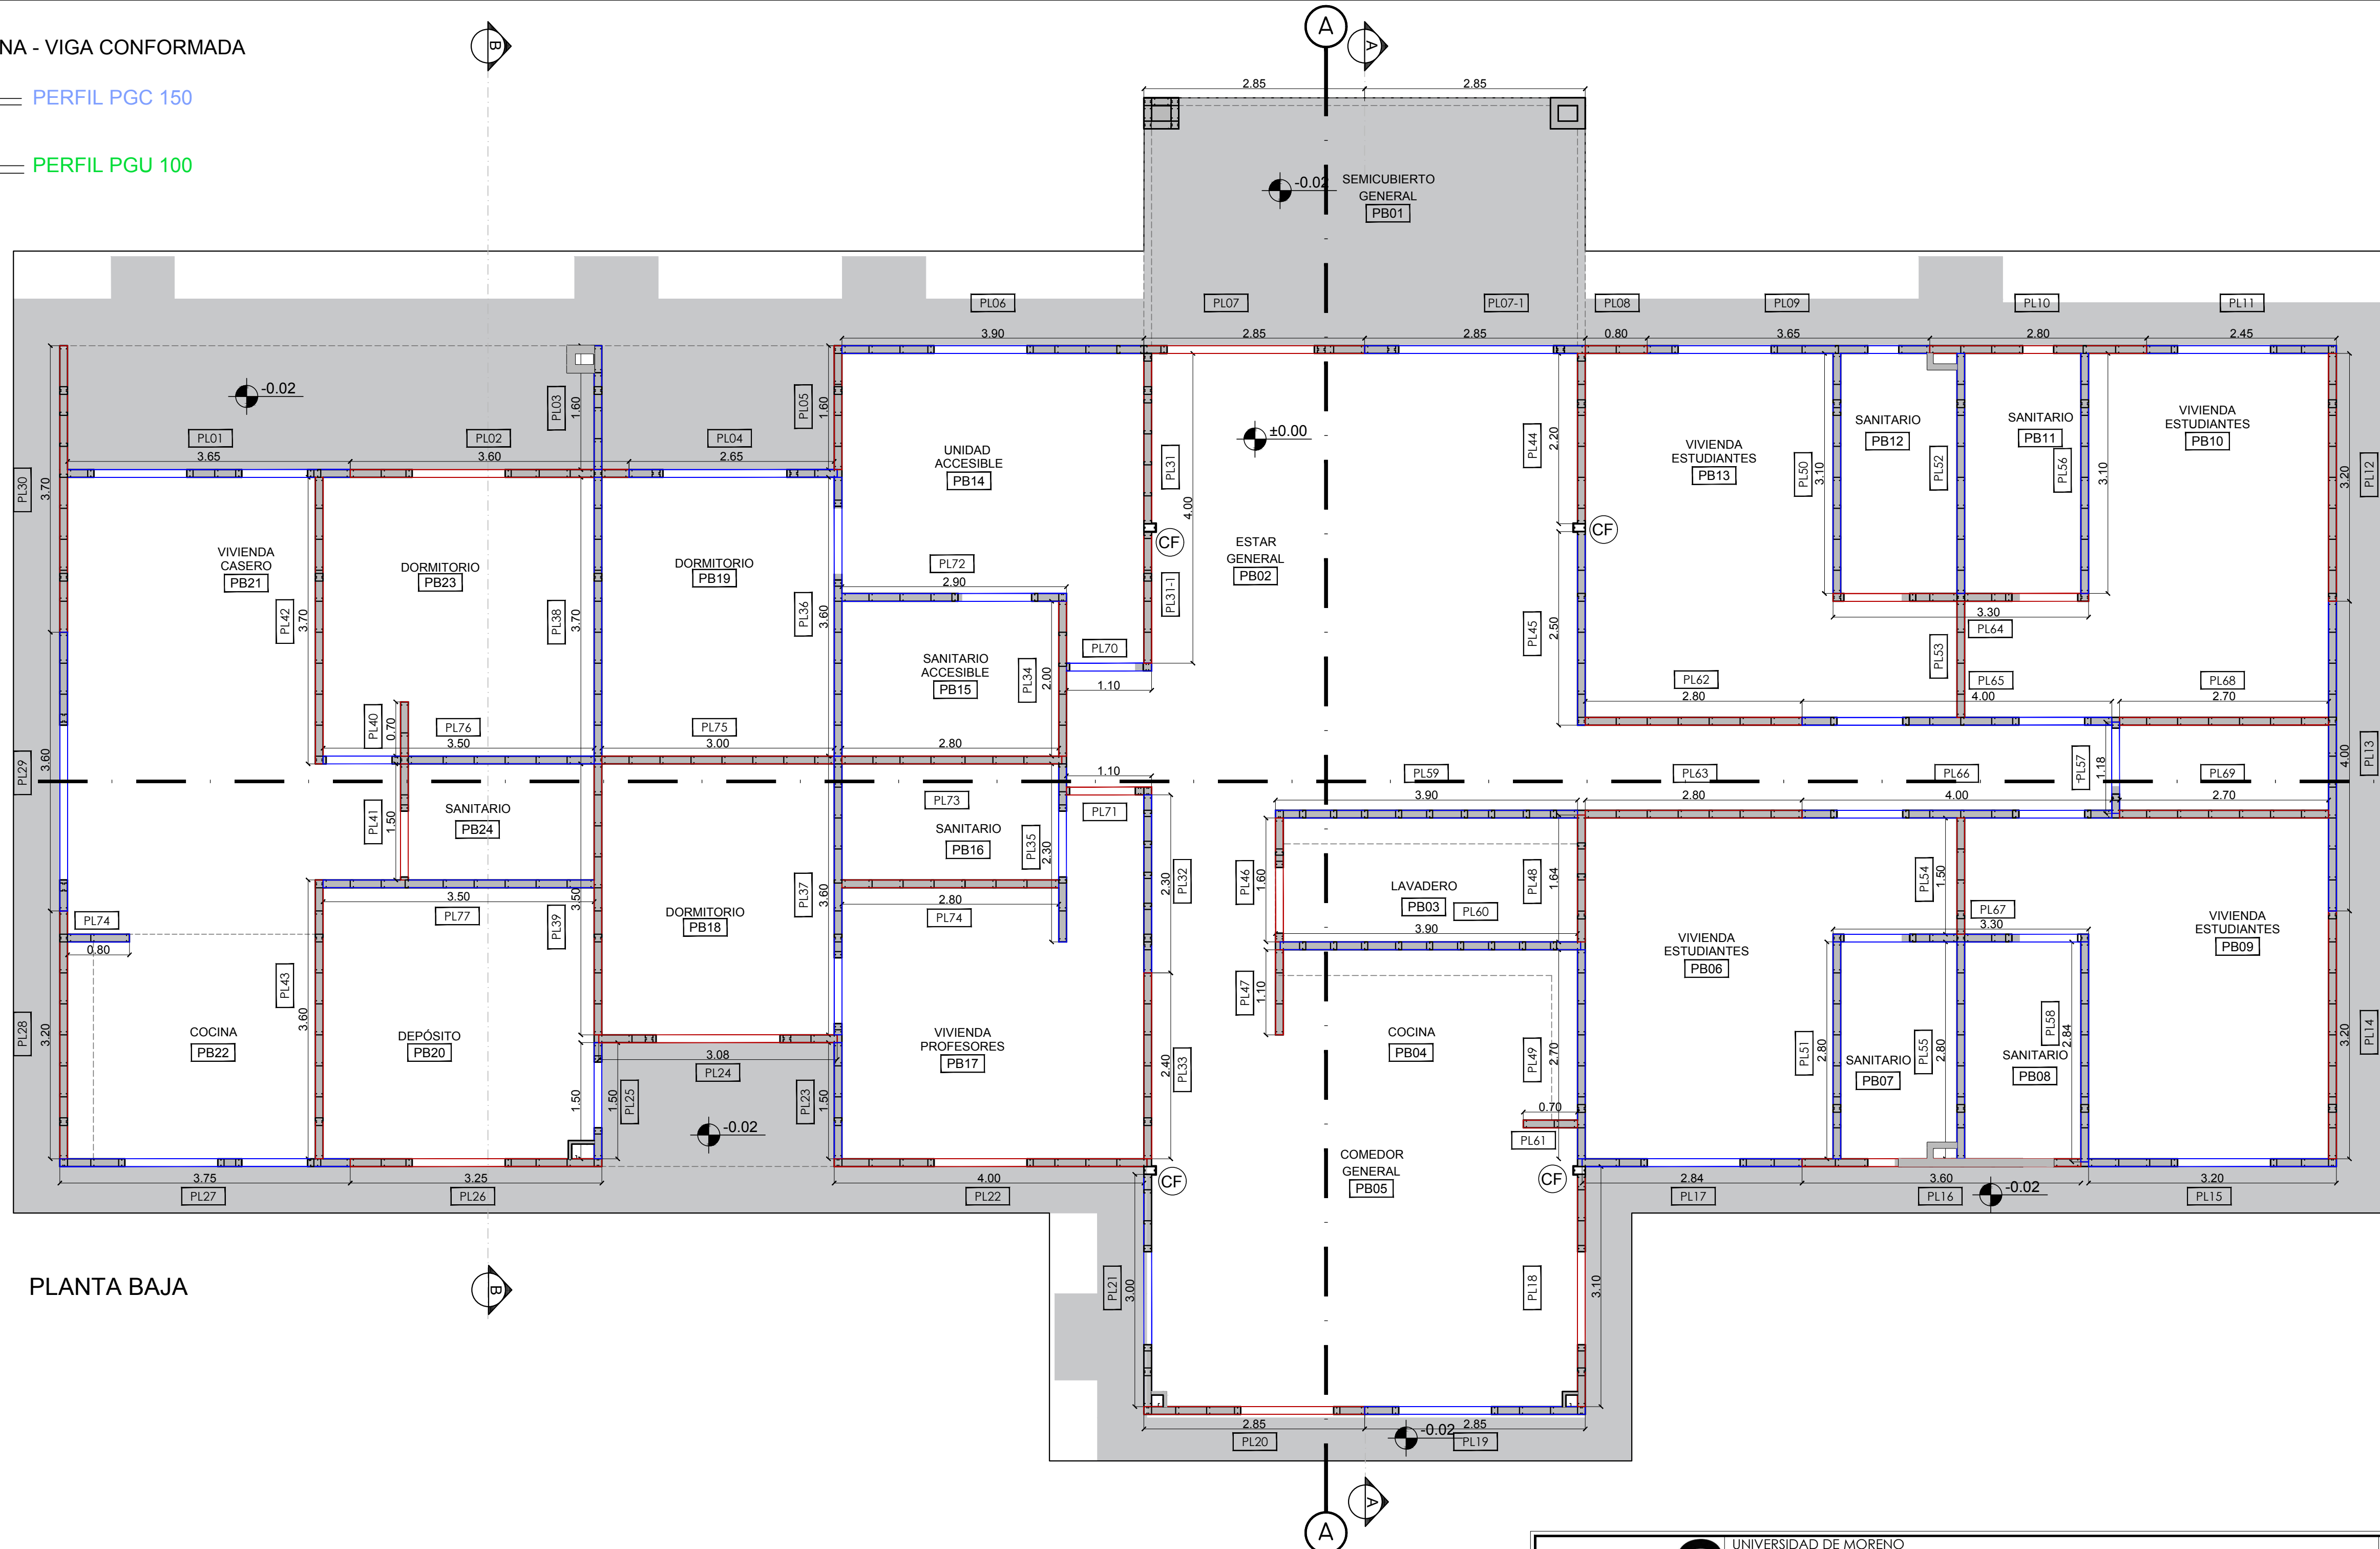 NA - VIGA CONFORMADA
PERFIL PGC 150
PERFIL PGU 100
B
A
A
2.85
2.85
-0.02
SEMICUBIERTO
GENERAL
PB01
PL06
PL07
PL07-1
PL08
PL09
PL10
PL11
3.90
2.85
2.85
0.80
3.65
2.80
2.45
-0.02
PL03
1.60
PL05
1.60
PL01
PL02
PL04
3.65
3.60
2.65
PL30
3.70
UNIDAD
ACCESIBLE
PB14
PL31
4.00
±0.00
PL44
2.20
VIVIENDA
ESTUDIANTES
PB13
PL50
3.10
SANITARIO
PB12
PL52
SANITARIO
PB11
PL56
3.10
VIVIENDA
ESTUDIANTES
PB10
3.20
PL12
VIVIENDA
CASERO
PB21
PL42
3.70
DORMITORIO
PB23
PL38
3.70
DORMITORIO
PB19
PL36
3.60
PL72
2.90
CF
PL31-1
ESTAR
GENERAL
PB02
CF
PL45
2.50
3.30
PL64
PL53
SANITARIO
ACCESIBLE
PB15
PL34
2.00
PL70
1.10
PL62
2.80
PL65
4.00
PL68
2.70
PL40
0.70
PL76
3.50
PL75
3.00
2.80
PL29
3.60
PL41
1.50
SANITARIO
PB24
PL73
SANITARIO
PB16
PL35
2.30
1.10
PL71
PL59
3.90
PL63
2.80
PL66
4.00
PL57
1.18
PL69
2.70
4.00
PL13
3.50
PL77
PL39
3.50
DORMITORIO
PB18
PL37
3.60
2.80
PL74
2.30
PL32
PL46
1.60
LAVADERO
PB03
PL60
3.90
PL48
1.64
PL54
1.50
PL67
3.30
VIVIENDA
ESTUDIANTES
PB06
VIVIENDA
ESTUDIANTES
PB09
PL74
0.80
PL28
3.20
COCINA
PB22
PL43
3.60
DEPÓSITO
PB20
3.08
PL24
1.50
1.50
PL25
PL23
1.50
-0.02
VIVIENDA
PROFESORES
PB17
2.40
PL33
PL47
1.10
COCINA
PB04
PL49
2.70
0.70
PL61
PL51
2.80
SANITARIO
PB07
PL55
2.80
PL58
2.84
SANITARIO
PB08
3.20
PL14
COMEDOR
GENERAL
PB05
CF
CF
3.75
PL27
3.25
PL26
4.00
PL22
2.84
PL17
3.60
PL16
-0.02
3.20
PL15
PLANTA BAJA
B
PL21
3.00
PL18
3.10
2.85
PL20
-0.02
2.85
PL19
A
A
UNIVERSIDAD DE MORENO